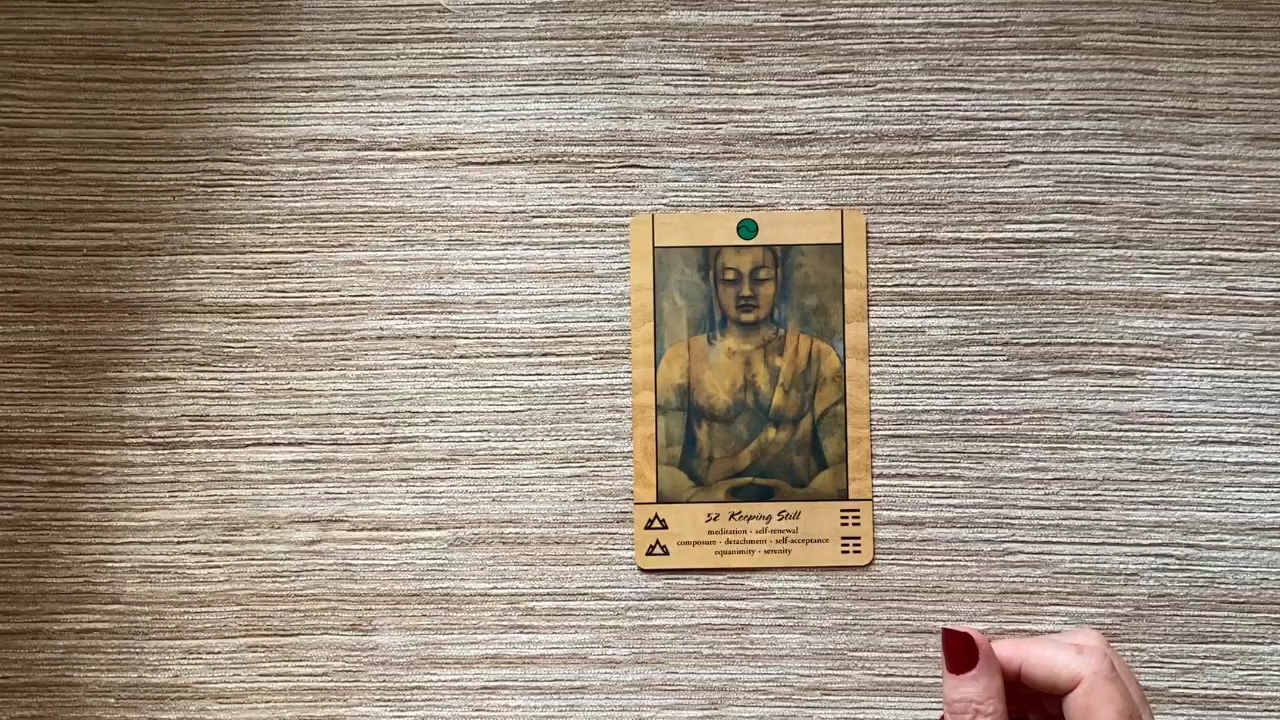 52 Keeping Still
meditation • self-renewal
composure • detachment • self-acceptance
equanimity • serenity